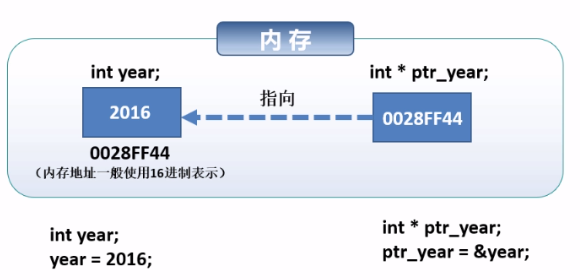 内存
int year;
int * ptr_year;
2016
指向
0028FF44
0028FF44
（内存地址一般使用16进制表示）
int year;
year = 2016;
int * ptr_year;
ptr_year = &year;